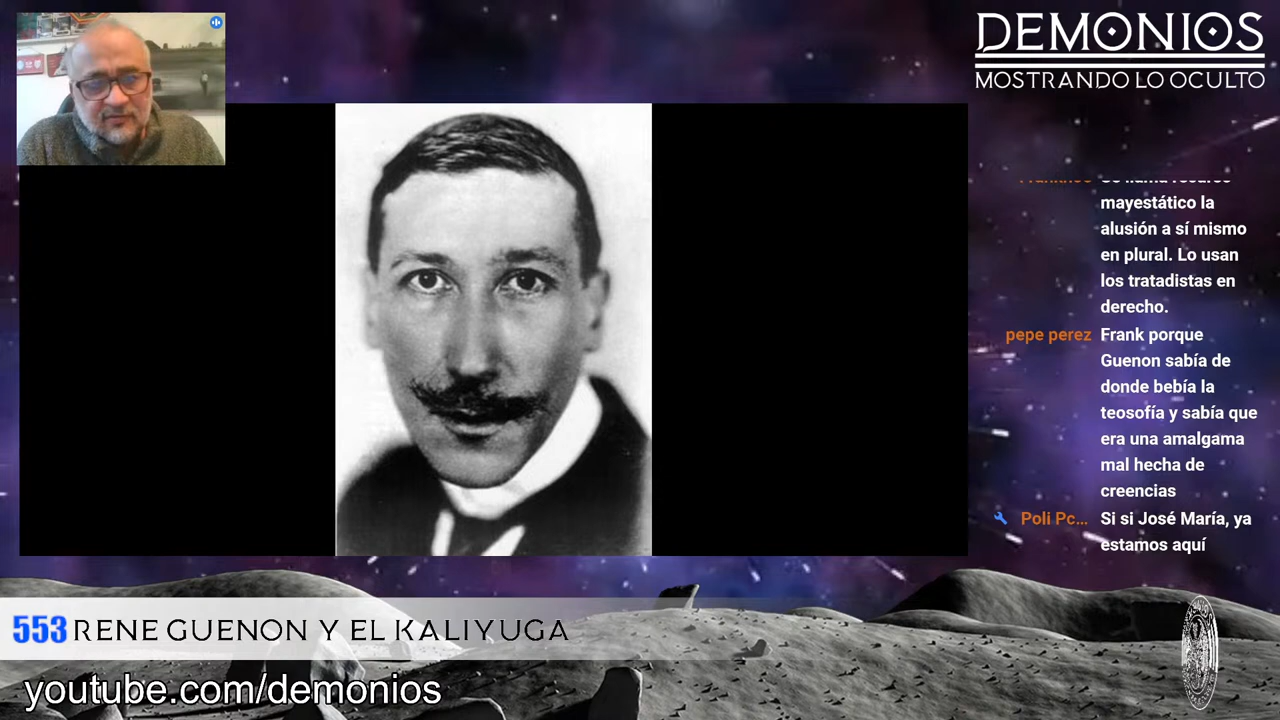 DEMONIOS
MOSTRANDO LO OCULTO
mayestático la
alusión a sí mismo
en plural. Lo usan
los tratadistas en
derecho.
pepe perez Frank porque
Guenon sabía de
donde bebía la
teosofía y sabía que
era una amalgama
mal hecha de
creencias
Poli Pc... Si si José María, ya
estamos aquí
553 RENE GUENON Y EL KALIYUGA
youtube.com/demonios